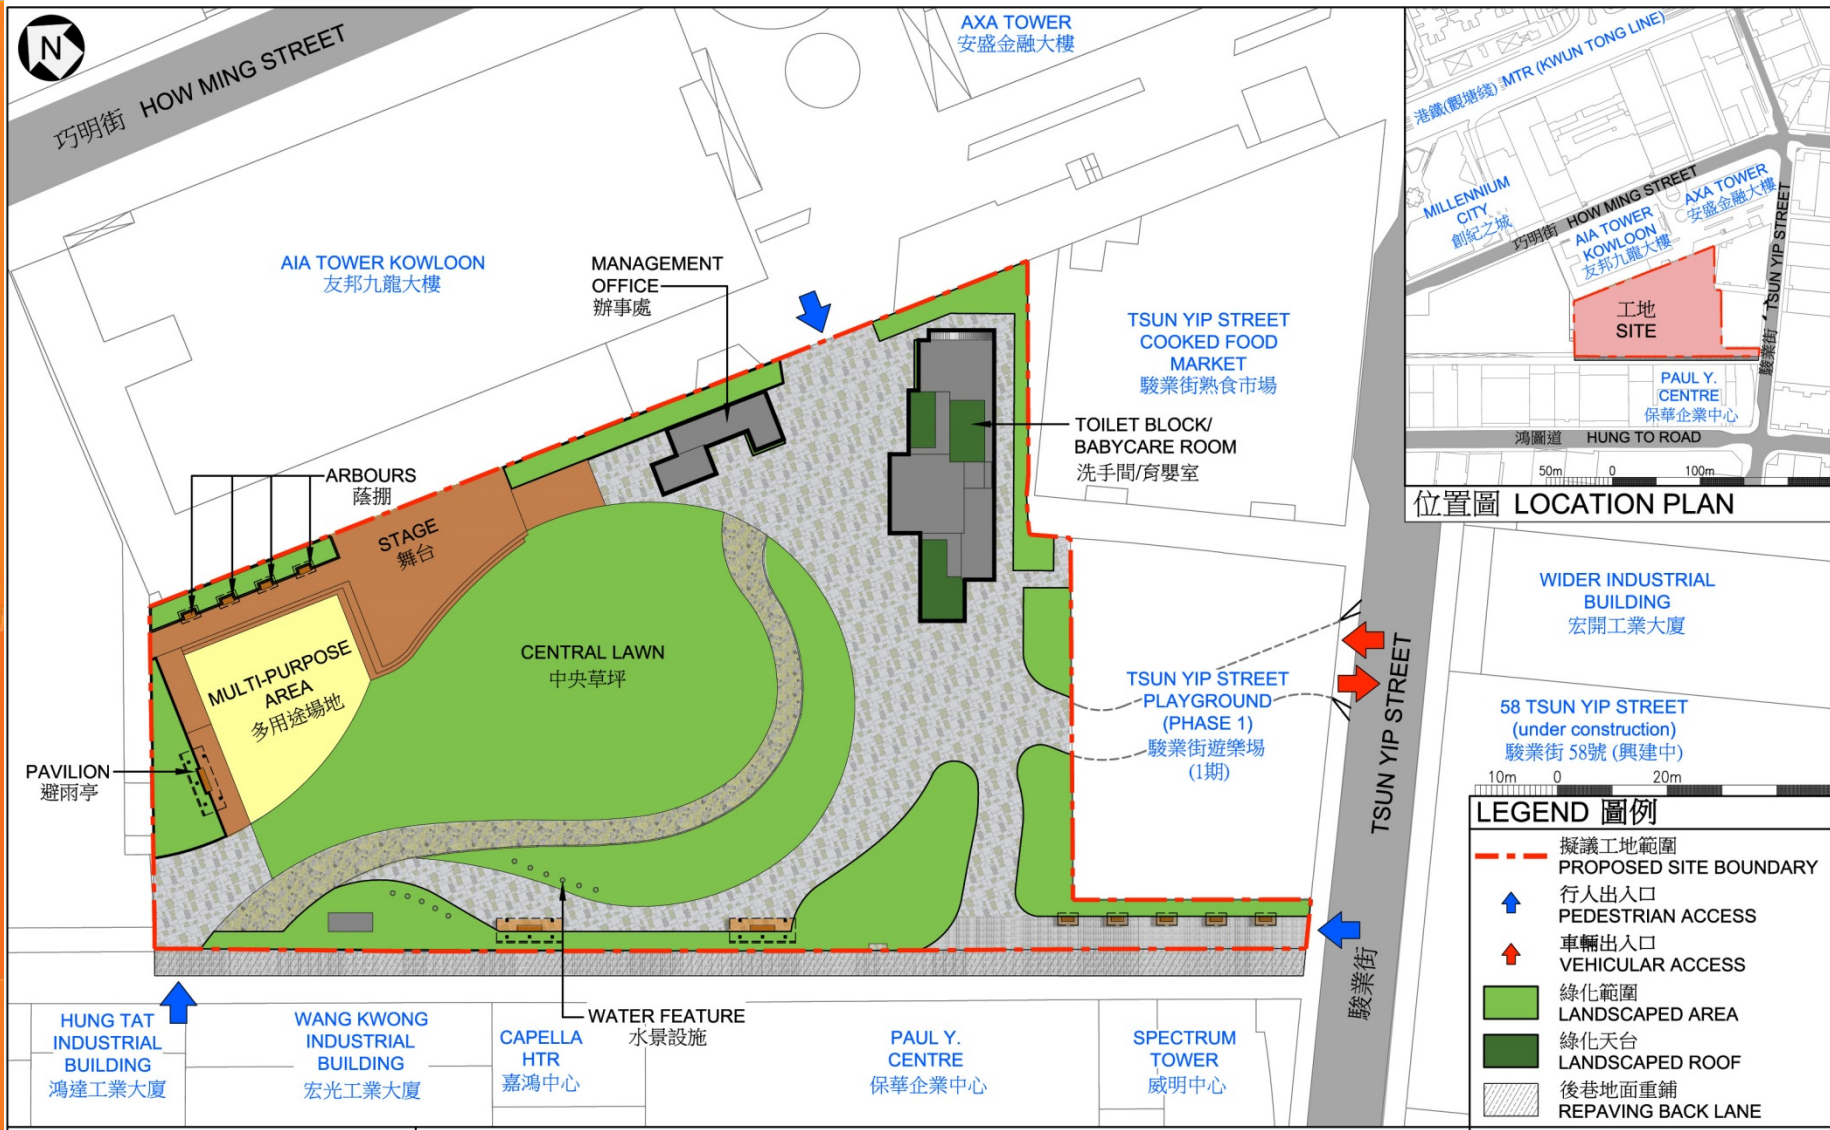 N
巧明街 HOW MING STREET
AXA TOWER
安盛金融大樓
AIA TOWER KOWLOON
友邦九龍大樓
MANAGEMENT
OFFICE
辦事處
TSUN YIP STREET
COOKED FOOD
MARKET
駿業街熟食市場
TOILET BLOCK/
BABYCARE ROOM
洗手間/育嬰室
ARBOURS
蔭棚
STAGE
舞台
MULTI-PURPOSE
AREA
多用途場地
CENTRAL LAWN
中央草坪
PAVILION
避雨亭
TSUN YIP STREET
PLAYGROUND
(PHASE 1)
駿業街遊樂場
(1期)
TSUN YIP STREET
駿業街
WIDER INDUSTRIAL
BUILDING
宏開工業大廈
58 TSUN YIP STREET
(under construction)
駿業街 58號 (興建中)
WATER FEATURE
水景設施
HUNG TAT
INDUSTRIAL
BUILDING
鴻達工業大廈
WANG KWONG
INDUSTRIAL
BUILDING
宏光工業大廈
CAPELLA
HTR
嘉鴻中心
PAUL Y.
CENTRE
保華企業中心
SPECTRUM
TOWER
威明中心
港鐵(觀塘綫) MTR (KWUN TONG LINE)
MILLENNIUM
CITY
創紀之城
巧明街 HOW MING STREET
AXA TOWER
安盛金融大樓
AIA TOWER
KOWLOON
友邦九龍大樓
駿業街 TSUN YIP STREET
工地
SITE
PAUL Y.
CENTRE
保華企業中心
鴻圖道 HUNG TO ROAD
50m 0 100m
位置圖 LOCATION PLAN
10m 0 20m
LEGEND 圖例
擬議工地範圍
PROPOSED SITE BOUNDARY
行人出入口
PEDESTRIAN ACCESS
車輛出入口
VEHICULAR ACCESS
綠化範圍
LANDSCAPED AREA
綠化天台
LANDSCAPED ROOF
後巷地面重鋪
REPAVING BACK LANE